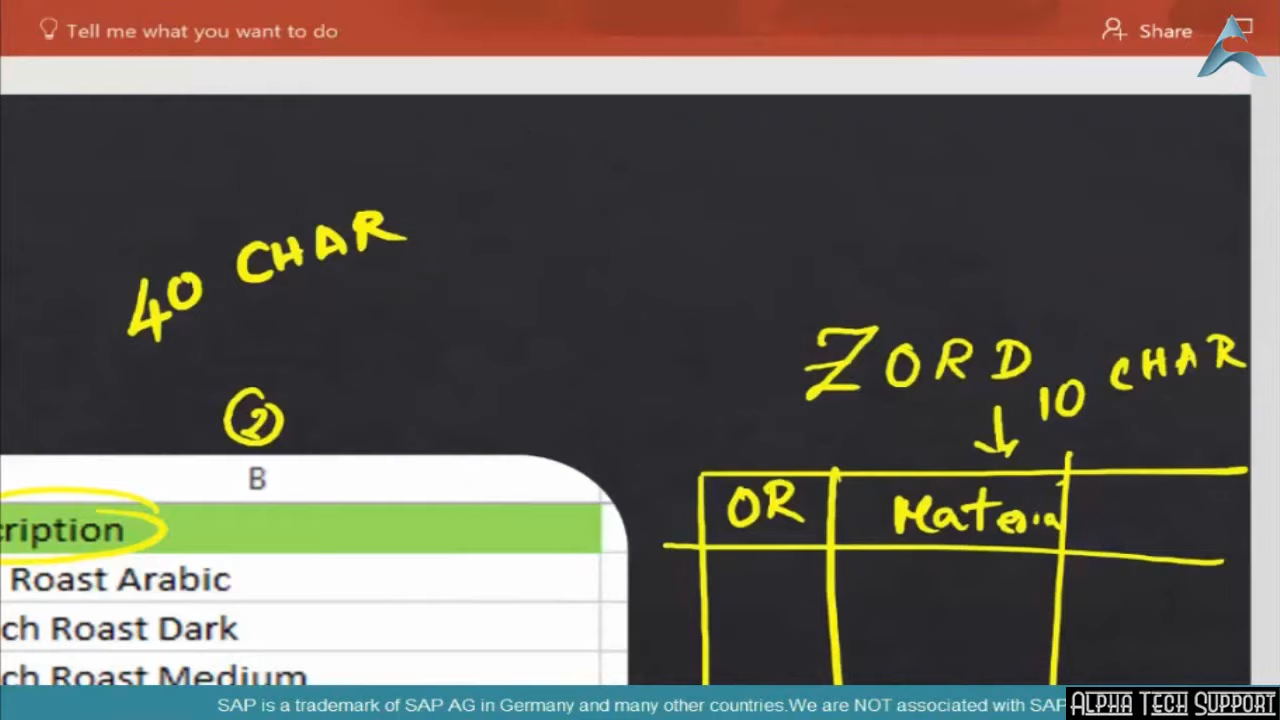 Tell me what you want to do
Share
40 CHAR
ZORD
10 CHAR
2
B
OR
Material
cription
Roast Arabic
ch Roast Dark
ch Roast Medium
SAP is a trademark of SAP AG in Germany and many other countries.We are NOT associated with SAP
ALPHA TECH SUPPORT